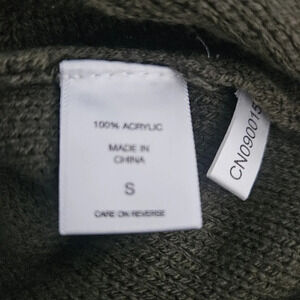 100% ACRYLIC
MADE IN
CHINA
S
CARE ON REVERSE
CN090015